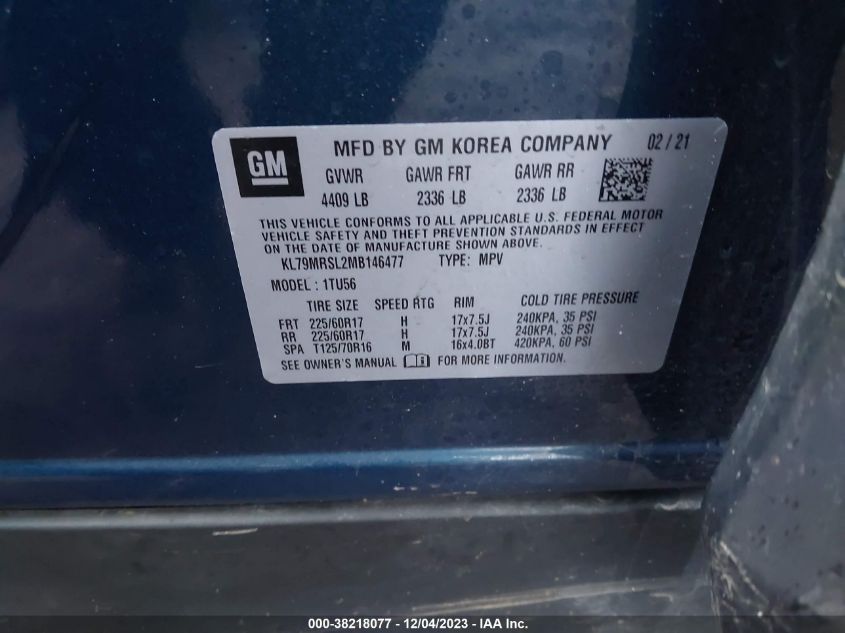 GM
MFD BY GM KOREA COMPANY 02 / 21
GVWR GAWR FRT GAWR RR
4409 LB 2336 LB 2336 LB
THIS VEHICLE CONFORMS TO ALL APPLICABLE U.S. FEDERAL MOTOR
VEHICLE SAFETY AND THEFT PREVENTION STANDARDS IN EFFECT
ON THE DATE OF MANUFACTURE SHOWN ABOVE.
KL79MRSL2MB146477 TYPE: MPV
MODEL : 1TU56
TIRE SIZE SPEED RTG RIM COLD TIRE PRESSURE
FRT 225/60R17 H 17x7.5J 240KPA, 35 PSI
RR 225/60R17 H 17x7.5J 240KPA, 35 PSI
SPA T125/70R16 M 16x4.0BT 420KPA, 60 PSI
SEE OWNER'S MANUAL FOR MORE INFORMATION.
000-38218077 - 12/04/2023 - IAA Inc.